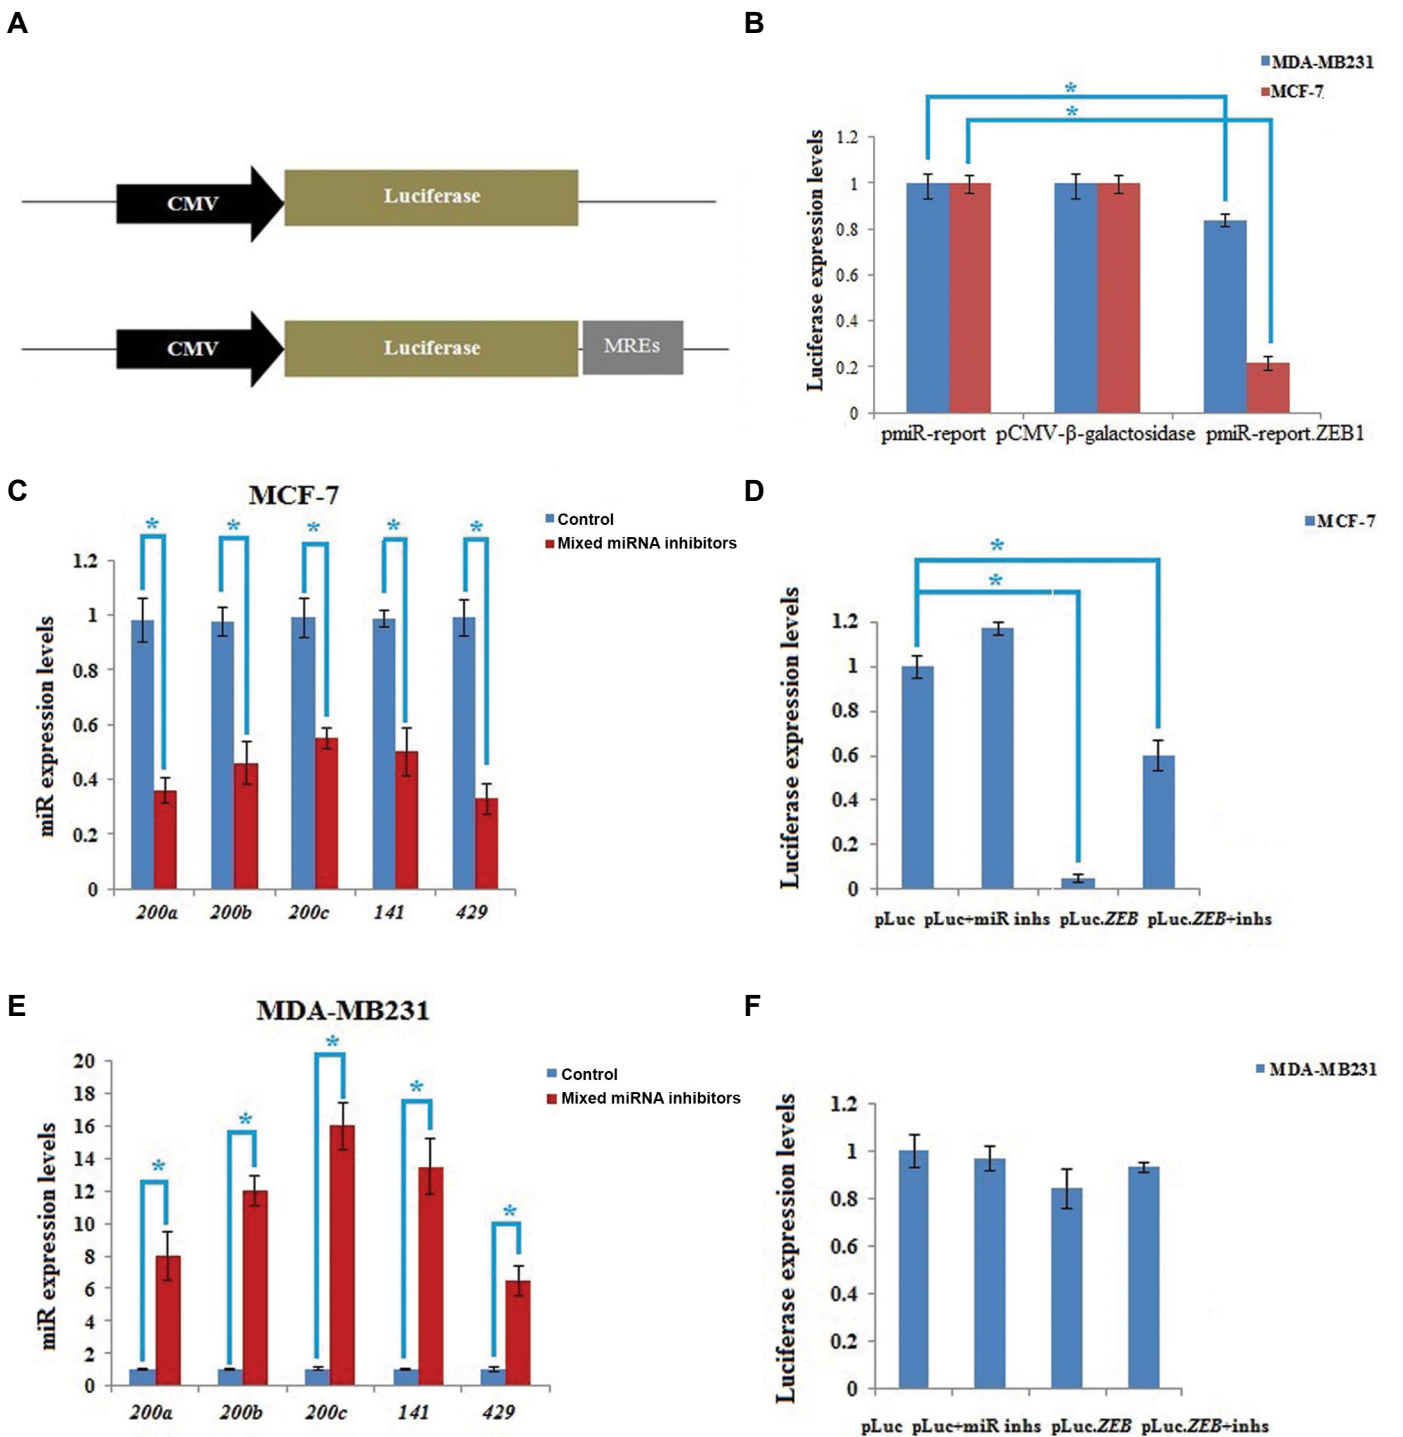 A
CMV
Luciferase
CMV
Luciferase
MREs
B
MDA-MB231
MCF-7
*
*
Luciferase expression levels
1.2
1
0.8
0.6
0.4
0.2
0
pmiR-report pCMV-β-galactosidase pmiR-report.ZEB1
C
MCF-7
Control
Mixed miRNA inhibitors
* * * * *
miR expression levels
1.2
1
0.8
0.6
0.4
0.2
0
200a 200b 200c 141 429
D
MCF-7
*
*
Luciferase expression levels
1.2
1
0.8
0.6
0.4
0.2
0
pLuc pLuc+miR inhs pLuc.ZEB pLuc.ZEB+inhs
E
MDA-MB231
Control
Mixed miRNA inhibitors
* * * * *
miR expression levels
20
18
16
14
12
10
8
6
4
2
0
200a 200b 200c 141 429
F
MDA-MB231
Luciferase expression levels
1.2
1
0.8
0.6
0.4
0.2
0
pLuc pLuc+miR inhs pLuc.ZEB pLuc.ZEB+inhs